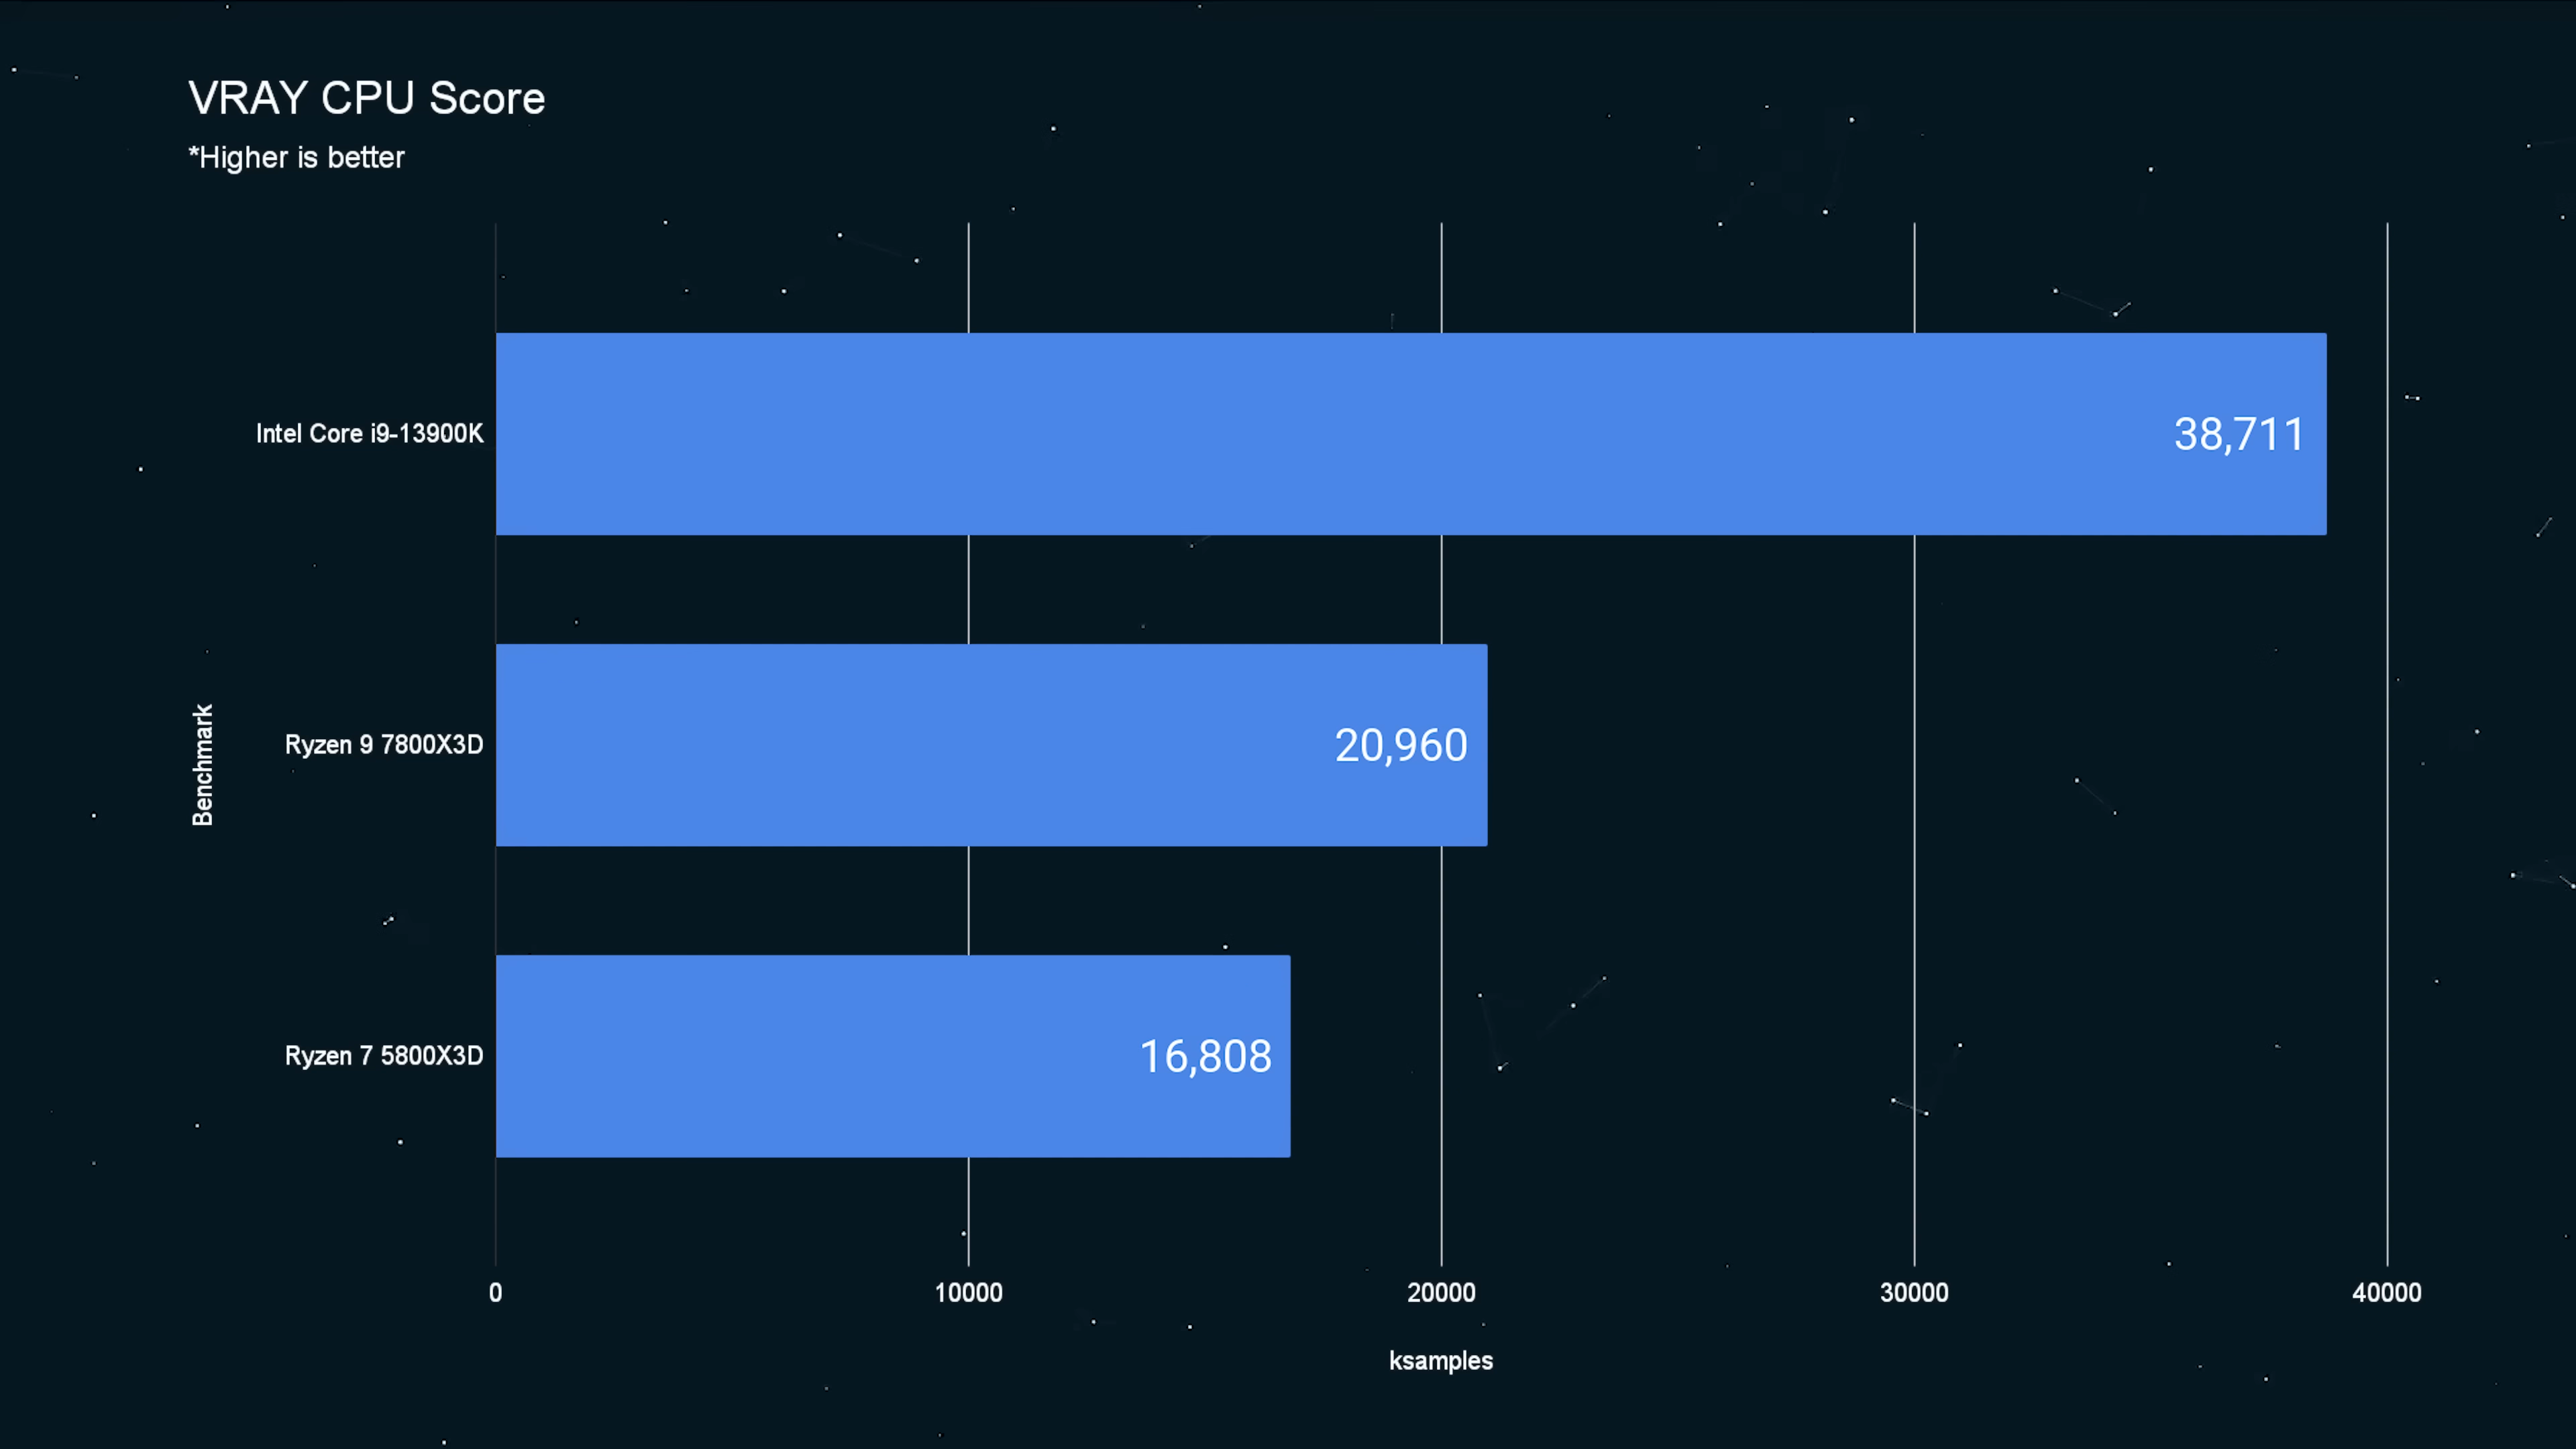 VRAY CPU Score
*Higher is better
Intel Core i9-13900K
38,711
Ryzen 9 7800X3D
20,960
Ryzen 7 5800X3D
16,808
Benchmark
0 10000 20000 30000 40000
ksamples